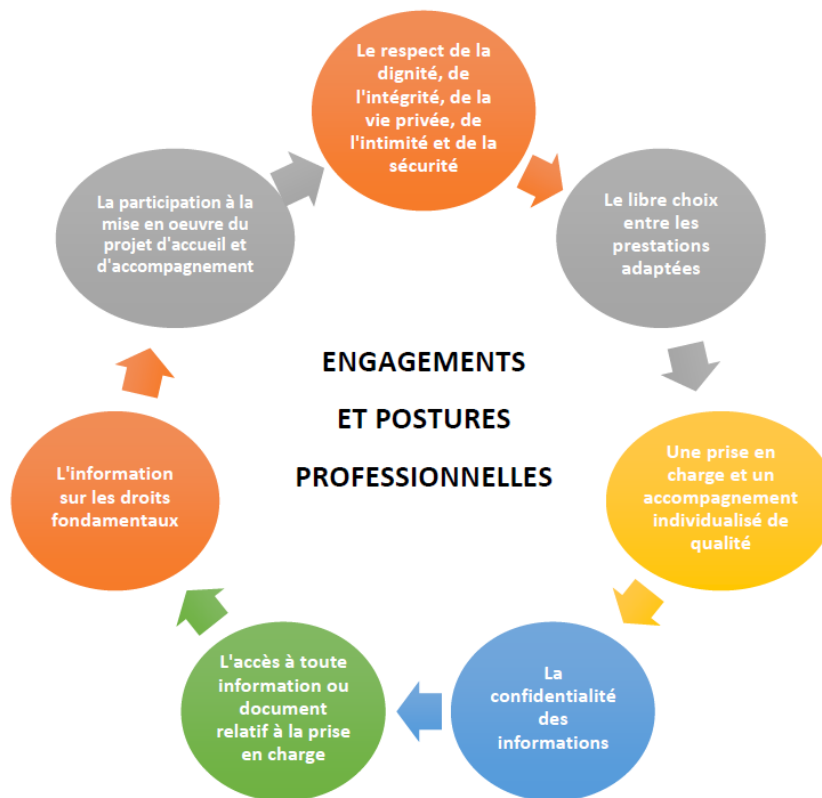 Le respect de la
dignité, de
l'intégrité, de la
vie privée, de
l'intimité et de la
sécurité
Le libre choix
entre les
prestations
adaptées
Une prise en
charge et un
accompagnement
individualisé de
qualité
La
confidentialité
des
informations
L'accès à toute
information ou
document
relatif à la prise
en charge
L'information
sur les droits
fondamentaux
La participation à la
mise en oeuvre du
projet d'accueil et
d'accompagnement
ENGAGEMENTS
ET POSTURES
PROFESSIONNELLES